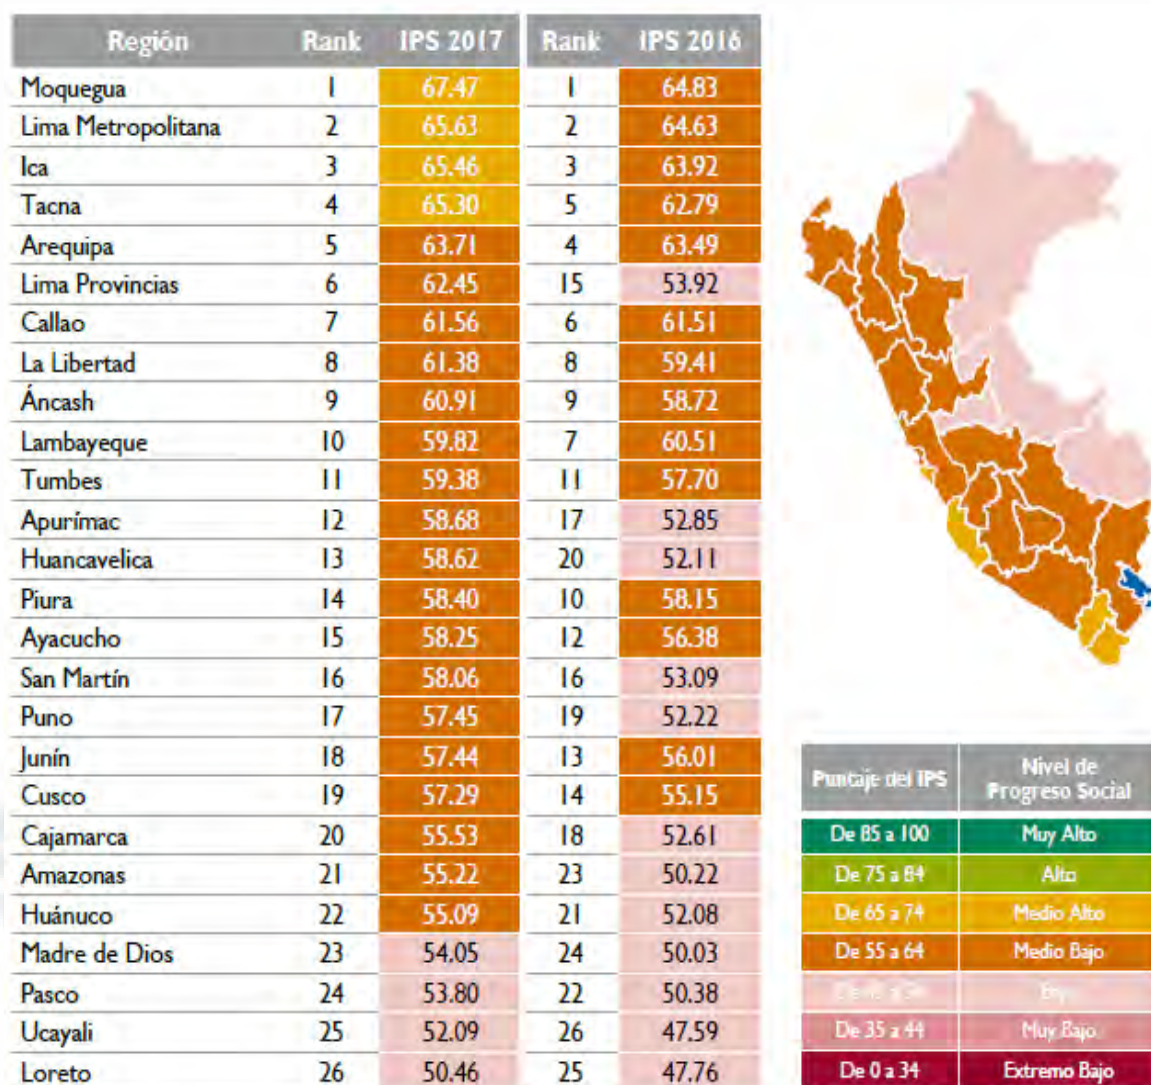 Región Rank IPS 2017 Rank IPS 2016
Moquegua 1 67.47 1 64.83
Lima Metropolitana 2 65.63 2 64.63
Ica 3 65.46 3 63.92
Tacna 4 65.30 5 62.79
Arequipa 5 63.71 4 63.49
Lima Provincias 6 62.45 15 53.92
Callao 7 61.56 6 61.51
La Libertad 8 61.38 8 59.41
Áncash 9 60.91 9 58.72
Lambayeque 10 59.82 7 60.51
Tumbes 11 59.38 11 57.70
Apurímac 12 58.68 17 52.85
Huancavelica 13 58.62 20 52.11
Piura 14 58.40 10 58.15
Ayacucho 15 58.25 12 56.38
San Martín 16 58.06 16 53.09
Puno 17 57.45 19 52.22
Junín 18 57.44 13 56.01
Cusco 19 57.29 14 55.15
Cajamarca 20 55.53 18 52.61
Amazonas 21 55.22 23 50.22
Huánuco 22 55.09 21 52.08
Madre de Dios 23 54.05 24 50.03
Pasco 24 53.80 22 50.38
Ucayali 25 52.09 26 47.59
Loreto 26 50.46 25 47.76
Puntaje del IPS Nivel de Progreso Social
De 85 a 100 Muy Alto
De 75 a 84 Alto
De 65 a 74 Medio Alto
De 55 a 64 Medio Bajo
De 35 a 44 Muy Bajo
De 0 a 34 Extremo Bajo